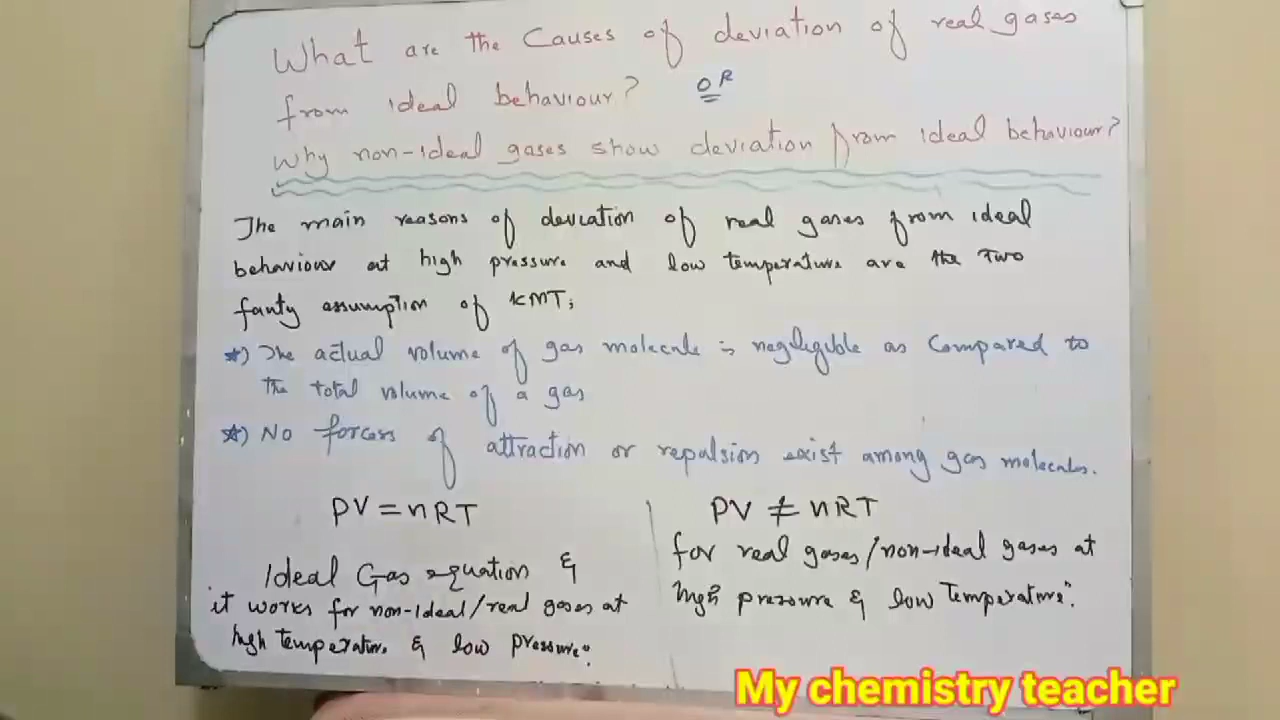 What are the Causes of deviation of real gases
from ideal behaviour? OR
Why non-ideal gases show deviation from ideal behaviour?
The main reasons of deviation of real gases from ideal
behaviour at high pressure and low temperature are the Two
fauty assumption of KMT;
*) The actual volume of gas molecule is negligible as Compared to
the total volume of a gas
*) No forcess of attraction or repulsion exist among gas molecules.
PV = nRT
Ideal Gas equation &
it works for non-ideal/real gases at
high temperature & low pressure.
PV ≠ nRT
for real gases/non-ideal gases at
high pressure & low Temperature.
My chemistry teacher